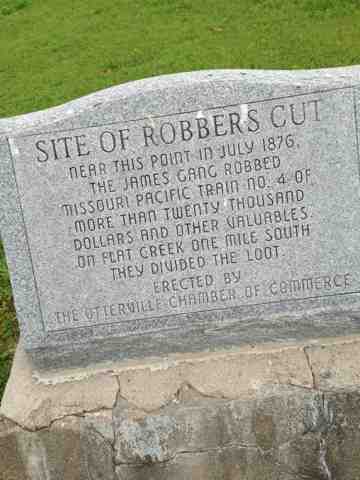 SITE OF ROBBERS CUT
NEAR THIS POINT IN JULY 1876,
THE JAMES GANG ROBBED
MISSOURI PACIFIC TRAIN NO. 4 OF
MORE THAN TWENTY THOUSAND
DOLLARS AND OTHER VALUABLES.
ON FLAT CREEK ONE MILE SOUTH
THEY DIVIDED THE LOOT.
ERECTED BY
THE OTTERVILLE CHAMBER OF COMMERCE